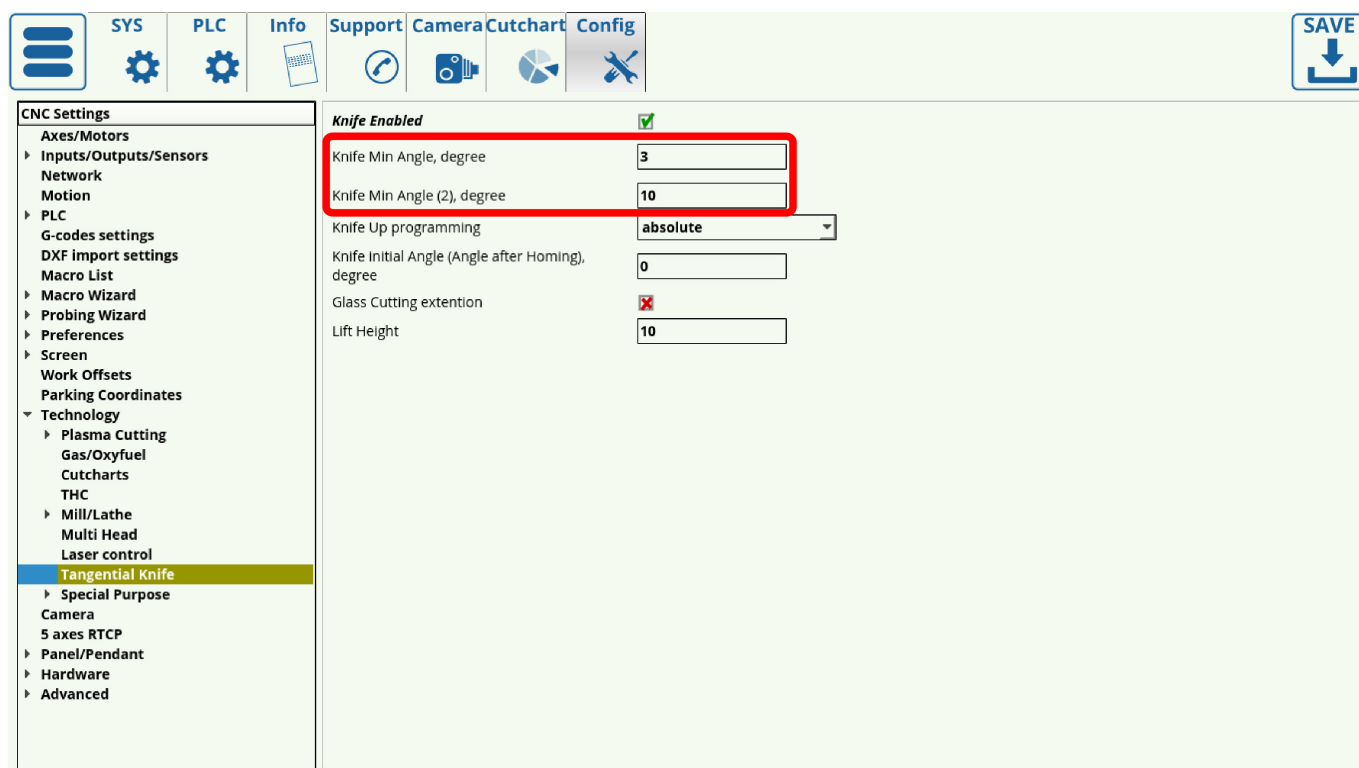 SYS
PLC
Info
Support
Camera
Cutchart
Config
SAVE
CNC Settings
Axes/Motors
Inputs/Outputs/Sensors
Network
Motion
PLC
G-codes settings
DXF import settings
Macro List
Macro Wizard
Probing Wizard
Preferences
Screen
Work Offsets
Parking Coordinates
Technology
Plasma Cutting
Gas/Oxyfuel
Cutcharts
THC
Mill/Lathe
Multi Head
Laser control
Tangential Knife
Special Purpose
Camera
5 axes RTCP
Panel/Pendant
Hardware
Advanced
Knife Enabled
Knife Min Angle, degree
3
Knife Min Angle (2), degree
10
Knife Up programming
absolute
Knife initial Angle (Angle after Homing),
degree
0
Glass Cutting extention
Lift Height
10